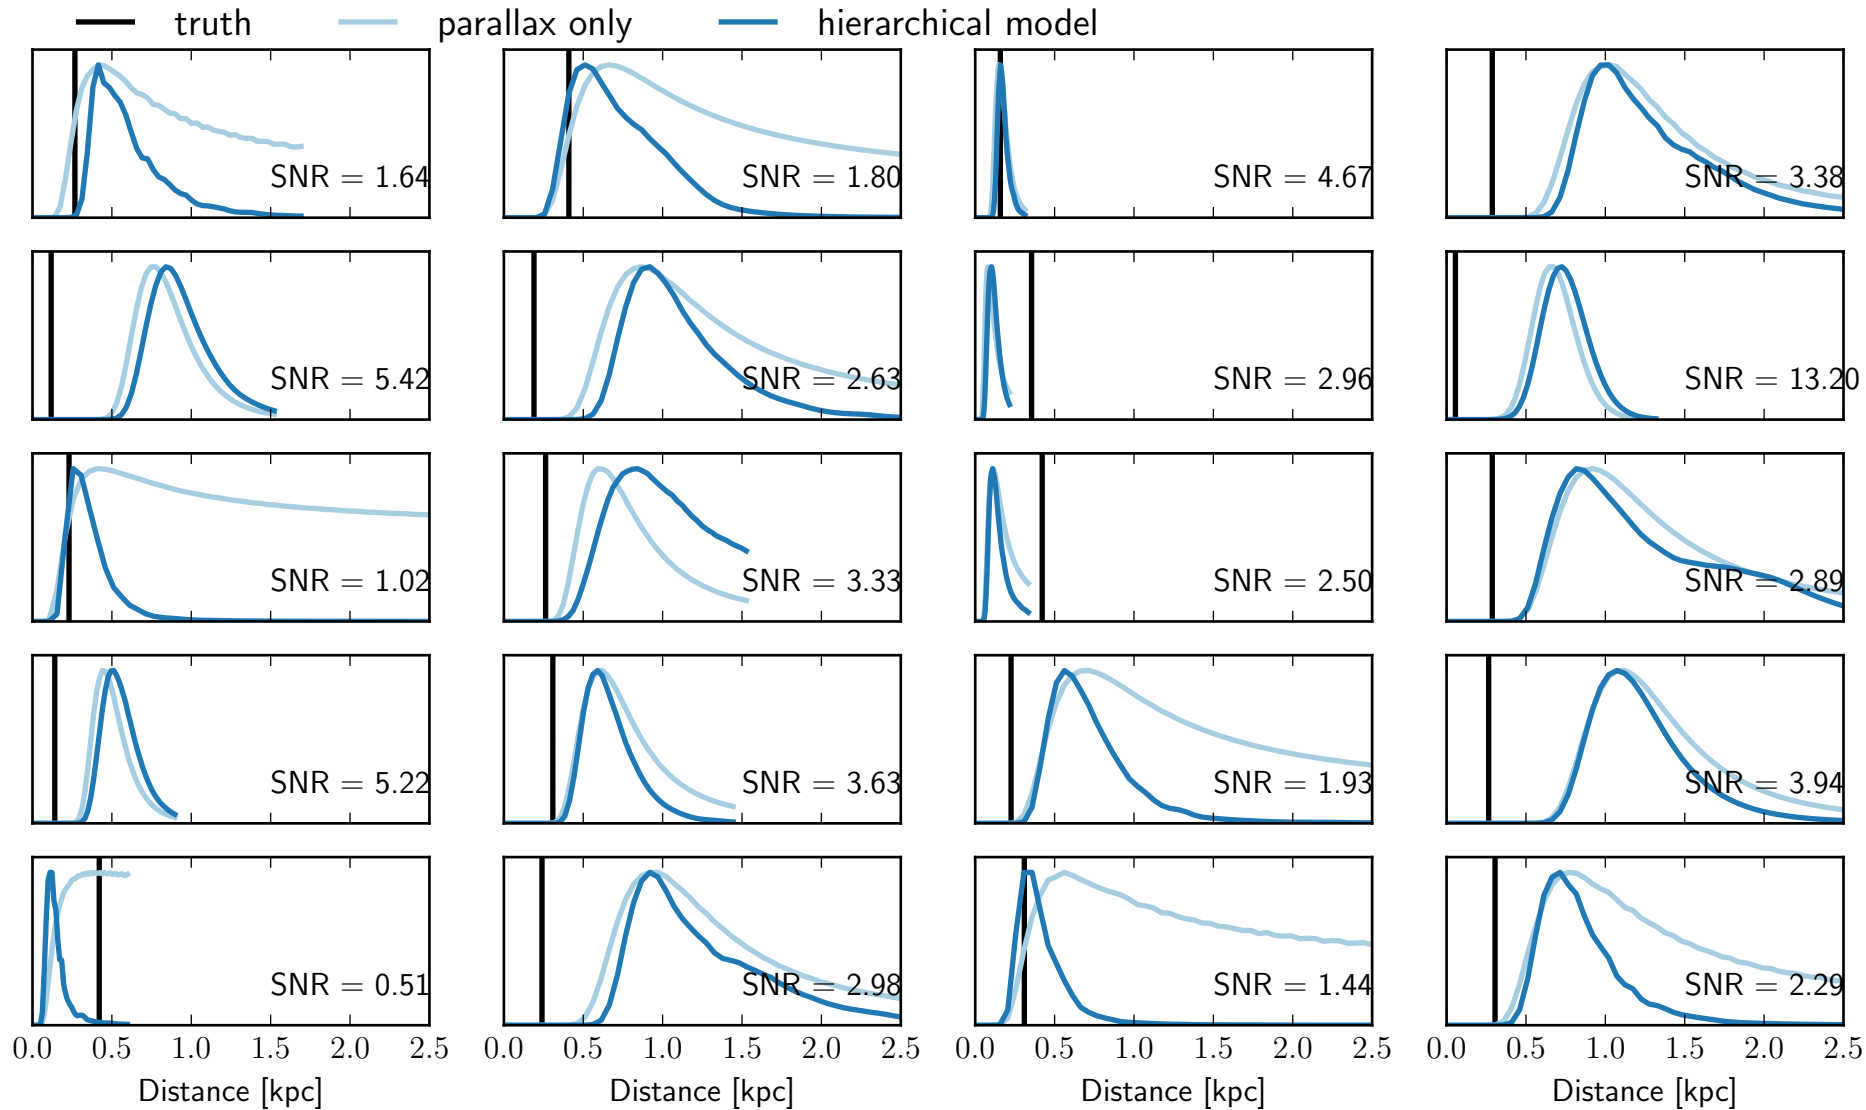 truth parallax only hierarchical model
SNR = 1.64 SNR = 1.80 SNR = 4.67 SNR = 3.38
SNR = 5.42 SNR = 2.63 SNR = 2.96 SNR = 13.20
SNR = 1.02 SNR = 3.33 SNR = 2.50 SNR = 2.89
SNR = 5.22 SNR = 3.63 SNR = 1.93 SNR = 3.94
SNR = 0.51 SNR = 2.98 SNR = 1.44 SNR = 2.29
0.0 0.5 1.0 1.5 2.0 2.5 0.0 0.5 1.0 1.5 2.0 2.5 0.0 0.5 1.0 1.5 2.0 2.5 0.0 0.5 1.0 1.5 2.0 2.5
Distance [kpc] Distance [kpc] Distance [kpc] Distance [kpc]